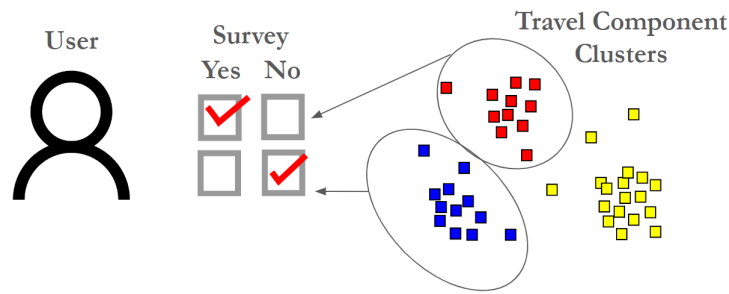 User
Survey
Yes No
Travel Component
Clusters